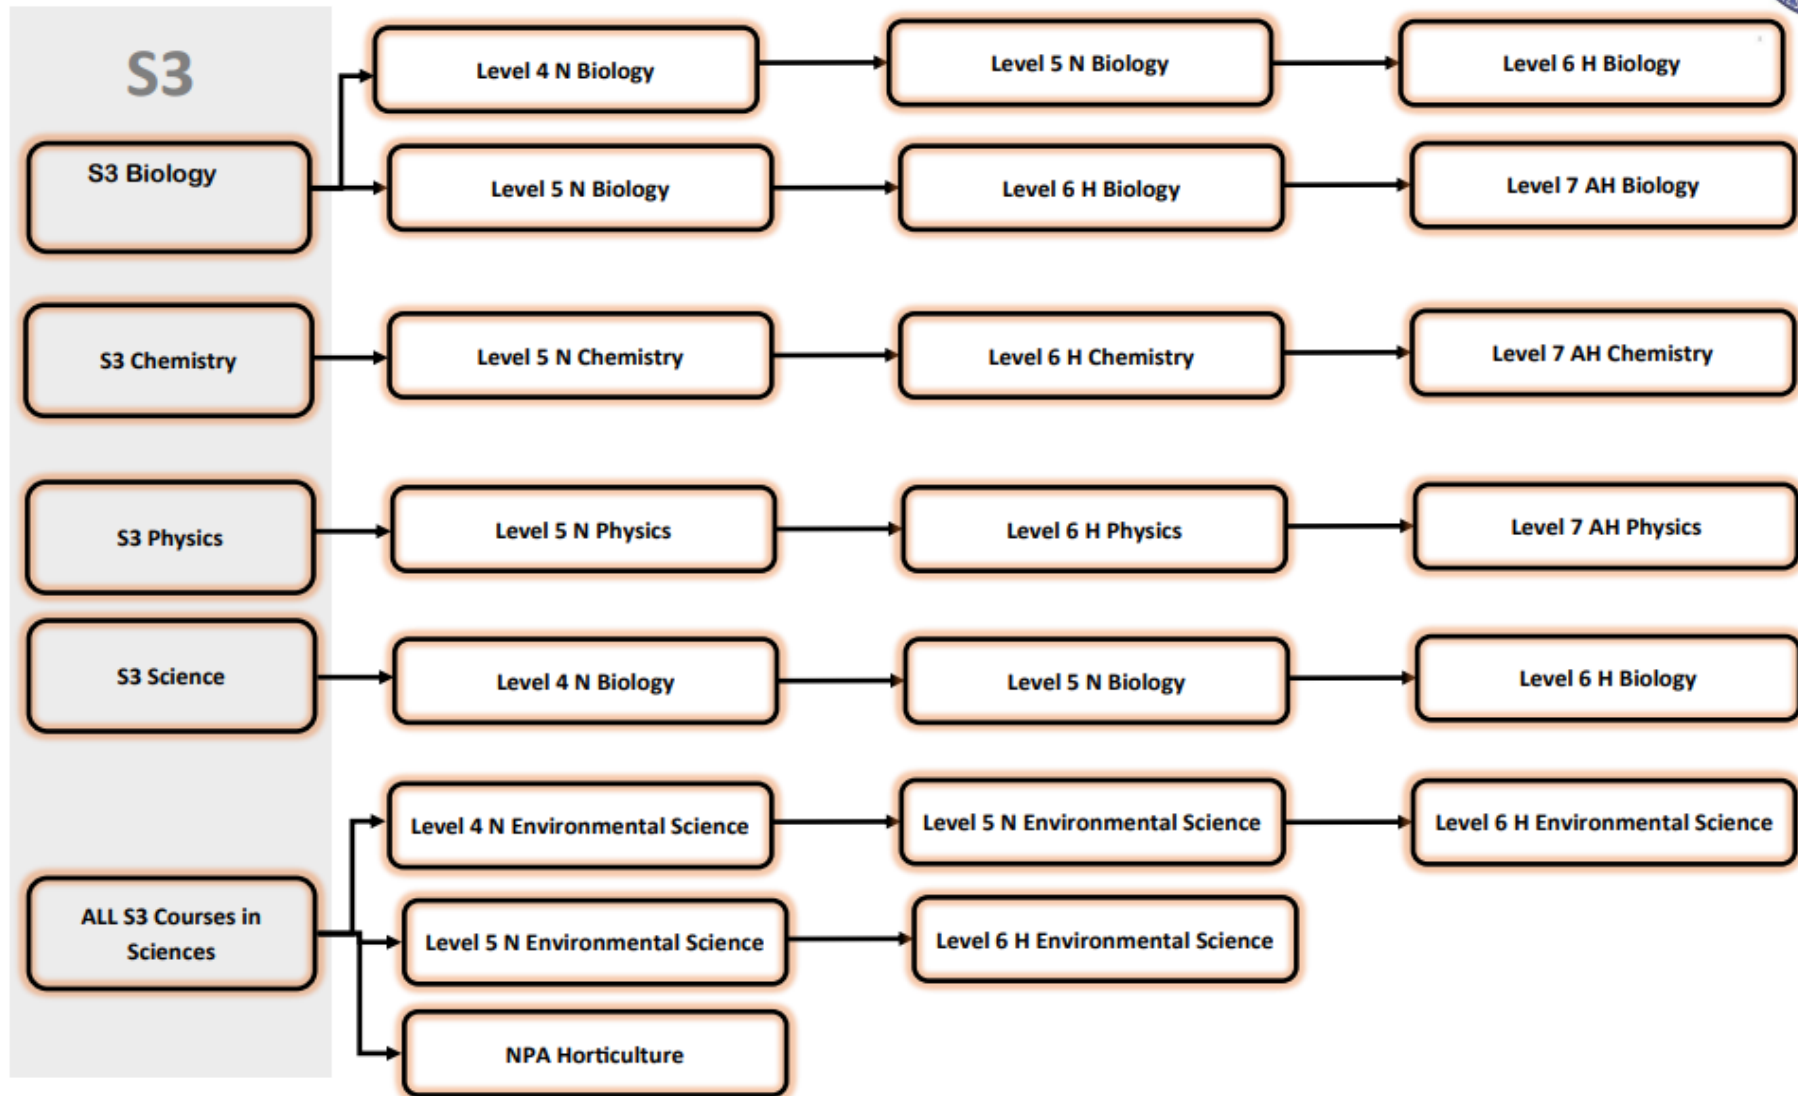 S3
Level 4 N Biology
Level 5 N Biology
Level 6 H Biology
S3 Biology
Level 5 N Biology
Level 6 H Biology
Level 7 AH Biology
S3 Chemistry
Level 5 N Chemistry
Level 6 H Chemistry
Level 7 AH Chemistry
S3 Physics
Level 5 N Physics
Level 6 H Physics
Level 7 AH Physics
S3 Science
Level 4 N Biology
Level 5 N Biology
Level 6 H Biology
Level 4 N Environmental Science
Level 5 N Environmental Science
Level 6 H Environmental Science
ALL S3 Courses in
Sciences
Level 5 N Environmental Science
Level 6 H Environmental Science
NPA Horticulture